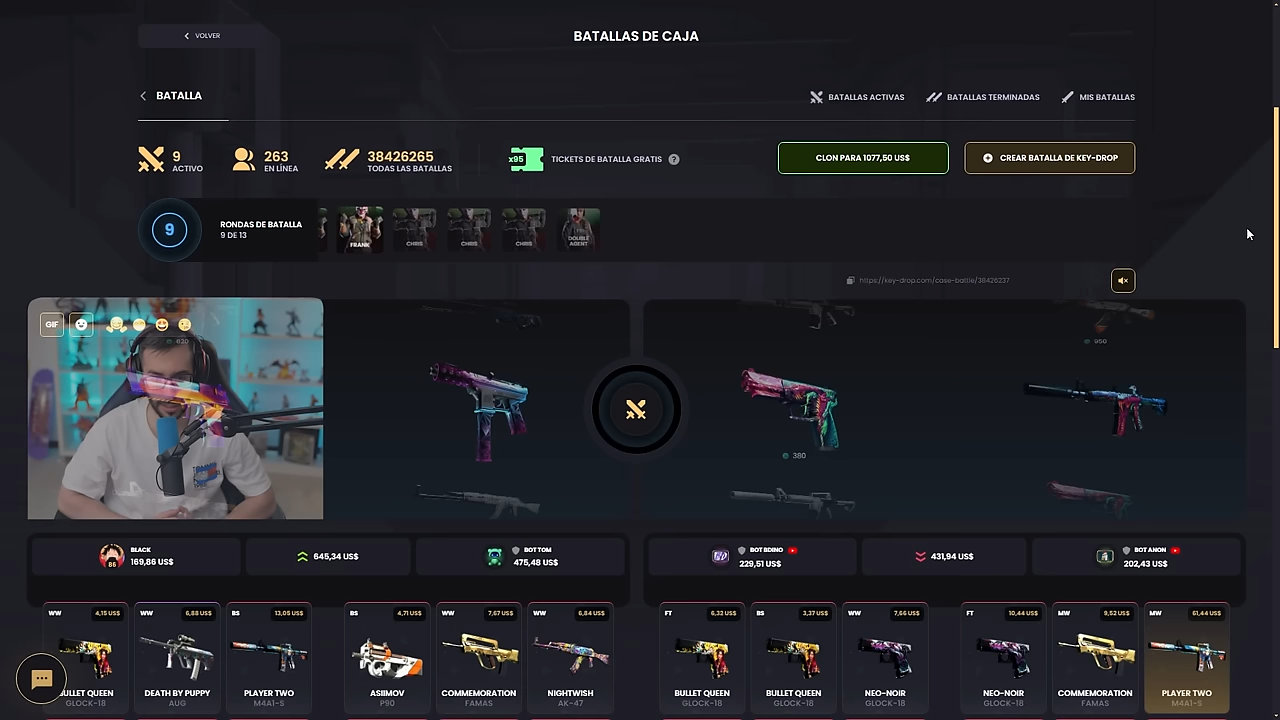 VOLVER
BATALLAS DE CAJA
BATALLA
BATALLAS ACTIVAS
BATALLAS TERMINADAS
MIS BATALLAS
9
ACTIVO
263
EN LÍNEA
38426265
TODAS LAS BATALLAS
x95
TICKETS DE BATALLA GRATIS
?
CLON PARA 1077,50 US$
CREAR BATALLA DE KEY-DROP
9
RONDAS DE BATALLA
9 DE 13
FRANK
CHRIS
CHRIS
CHRIS
DOUBLE
AGENT
https://key-drop.com/case-battle/38426237
GIF
620
950
380
BLACK
86
169,86 US$
645,34 US$
BOT TOM
475,48 US$
BOT BDINO
229,51 US$
431,94 US$
BOT ANON
202,43 US$
WW 4,15 US$
WW 6,88 US$
BS 13,05 US$
BS 4,71 US$
WW 7,67 US$
WW 6,84 US$
FT 6,32 US$
BS 3,37 US$
WW 7,66 US$
FT 10,44 US$
MW 9,52 US$
MW 61,44 US$
BULLET QUEEN
GLOCK-18
DEATH BY PUPPY
AUG
PLAYER TWO
M4A1-S
ASIIMOV
P90
COMMEMORATION
FAMAS
NIGHTWISH
AK-47
BULLET QUEEN
GLOCK-18
BULLET QUEEN
GLOCK-18
NEO-NOIR
GLOCK-18
NEO-NOIR
GLOCK-18
COMMEMORATION
FAMAS
PLAYER TWO
M4A1-S